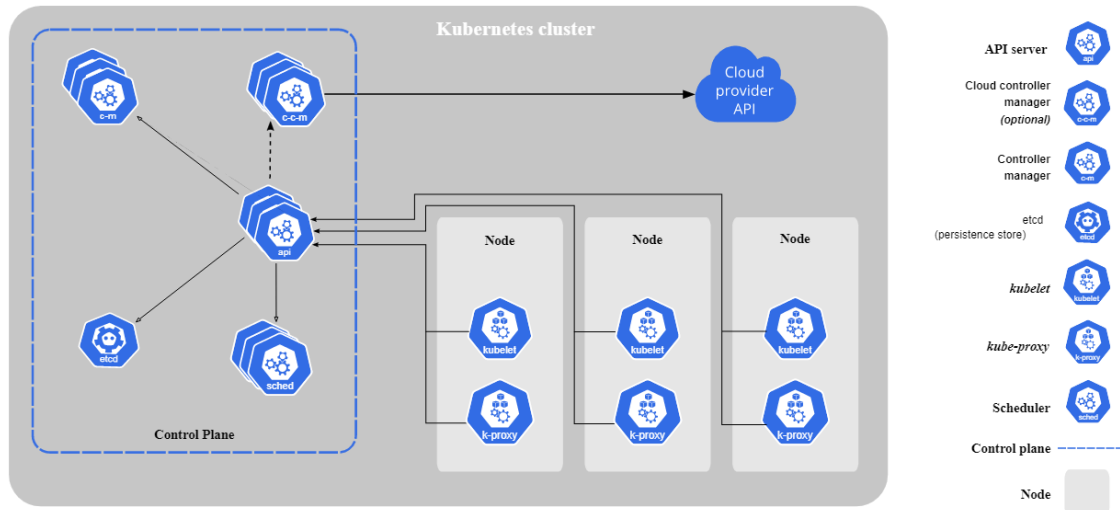 Kubernetes cluster
c-m
c-c-m
Cloud
provider
API
api
etcd
sched
Control Plane
Node
kubelet
k-proxy
Node
kubelet
k-proxy
Node
kubelet
k-proxy
API server
api
Cloud controller
manager
(optional)
c-c-m
Controller
manager
c-m
etcd
(persistence store)
etcd
kubelet
kubelet
kube-proxy
k-proxy
Scheduler
sched
Control plane
Node